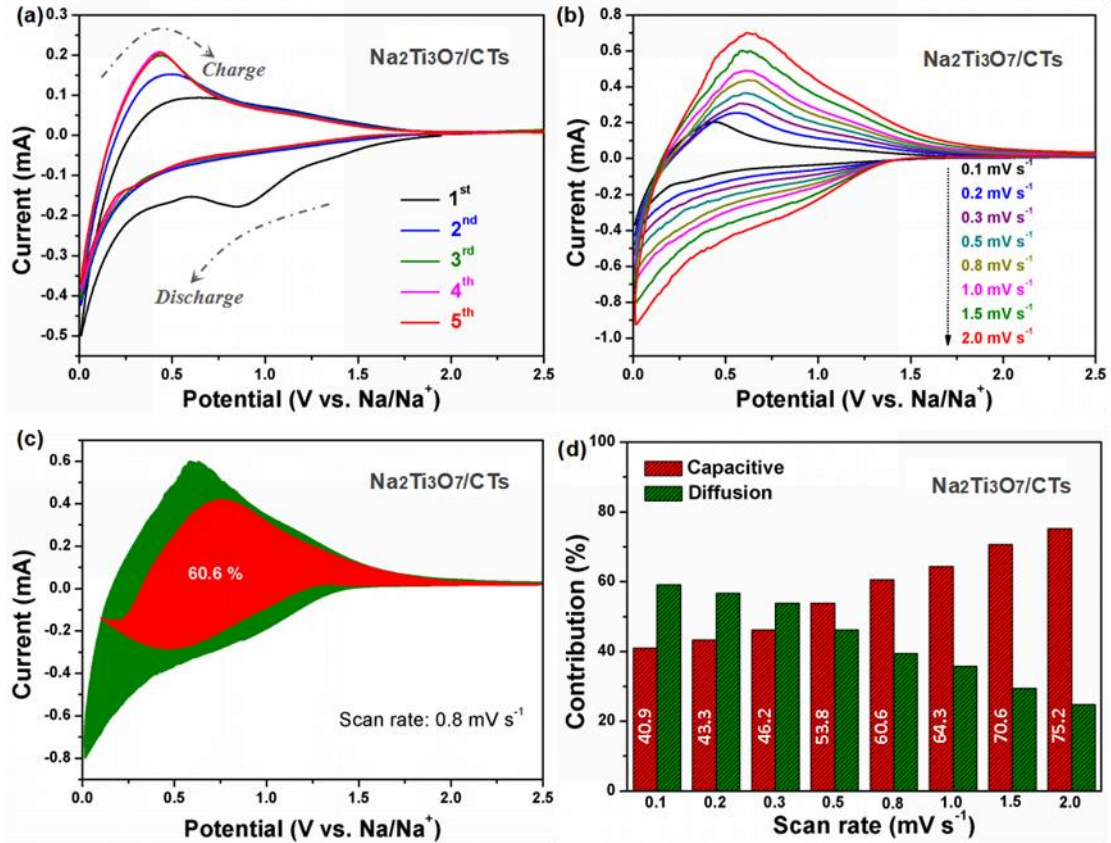 (a)
Na2Ti3O7/CTs
Charge
Discharge
1st
2nd
3rd
4th
5th
0.3
0.2
0.1
0.0
-0.1
-0.2
-0.3
-0.4
-0.5
Current (mA)
0.0 0.5 1.0 1.5 2.0 2.5
Potential (V vs. Na/Na+)
(b)
Na2Ti3O7/CTs
0.8
0.6
0.4
0.2
0.0
-0.2
-0.4
-0.6
-0.8
-1.0
Current (mA)
0.1 mV s-1
0.2 mV s-1
0.3 mV s-1
0.5 mV s-1
0.8 mV s-1
1.0 mV s-1
1.5 mV s-1
2.0 mV s-1
0.0 0.5 1.0 1.5 2.0 2.5
Potential (V vs. Na/Na+)
(c)
Na2Ti3O7/CTs
0.6
0.4
0.2
0.0
-0.2
-0.4
-0.6
-0.8
Current (mA)
60.6 %
Scan rate: 0.8 mV s-1
0.0 0.5 1.0 1.5 2.0 2.5
Potential (V vs. Na/Na+)
(d)
Capacitive
Diffusion
Na2Ti3O7/CTs
100
80
60
40
20
0
Contribution (%)
40.9 43.3 46.2 53.8 60.6 64.3 70.6 75.2
0.1 0.2 0.3 0.5 0.8 1.0 1.5 2.0
Scan rate (mV s-1)